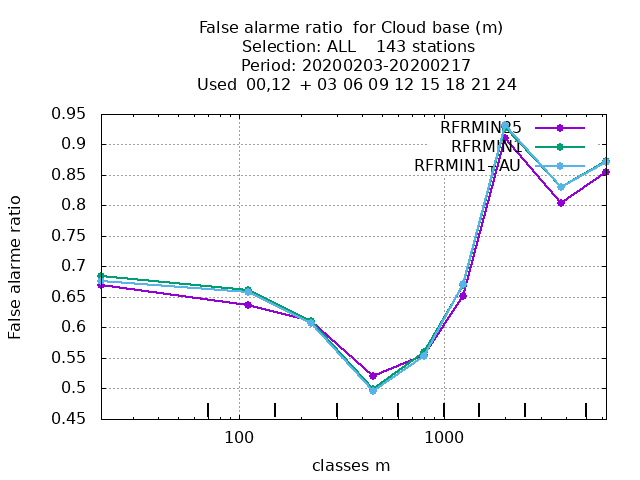 False alarme ratio  for Cloud base (m)
Selection: ALL    143 stations
Period: 20200203-20200217
Used  00,12  + 03 06 09 12 15 18 21 24
0.95
0.9
0.85
0.8
0.75
0.7
0.65
0.6
0.55
0.5
0.45
False alarme ratio
RFRMIN25
RFRMIN1
RFRMIN1+AU
100
1000
classes m